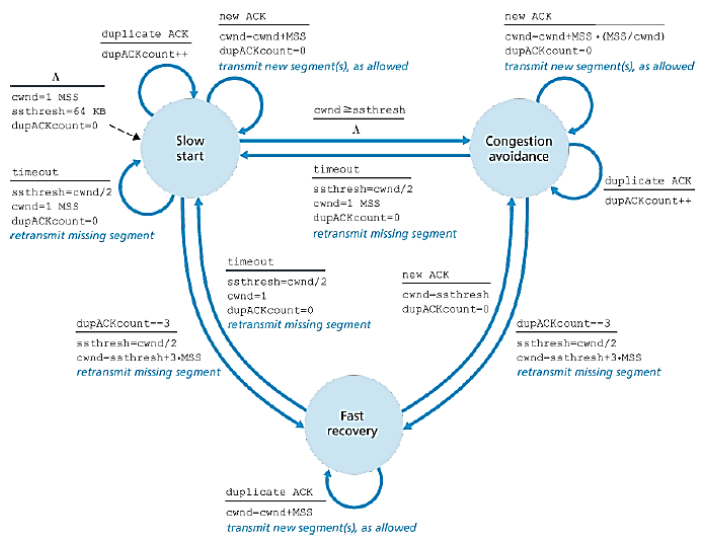 new ACK
cwnd=cwnd+MSS
dupACKcount=0
transmit new segment(s), as allowed
new ACK
cwnd=cwnd+MSS•(MSS/cwnd)
dupACKcount=0
transmit new segment(s), as allowed
duplicate ACK
dupACKcount++
Λ
cwnd=1 MSS
ssthresh=64 KB
dupACKcount=0
Slow
start
cwnd≥ssthresh
Λ
Congestion
avoidance
timeout
ssthresh=cwnd/2
cwnd=1 MSS
dupACKcount=0
retransmit missing segment
timeout
ssthresh=cwnd/2
cwnd=1 MSS
dupACKcount=0
retransmit missing segment
duplicate ACK
dupACKcount++
timeout
ssthresh=cwnd/2
cwnd=1
dupACKcount=0
retransmit missing segment
new ACK
cwnd=ssthresh
dupACKcount=0
dupACKcount==3
ssthresh=cwnd/2
cwnd=ssthresh+3•MSS
retransmit missing segment
dupACKcount==3
ssthresh=cwnd/2
cwnd=ssthresh+3•MSS
retransmit missing segment
Fast
recovery
duplicate ACK
cwnd=cwnd+MSS
transmit new segment(s), as allowed